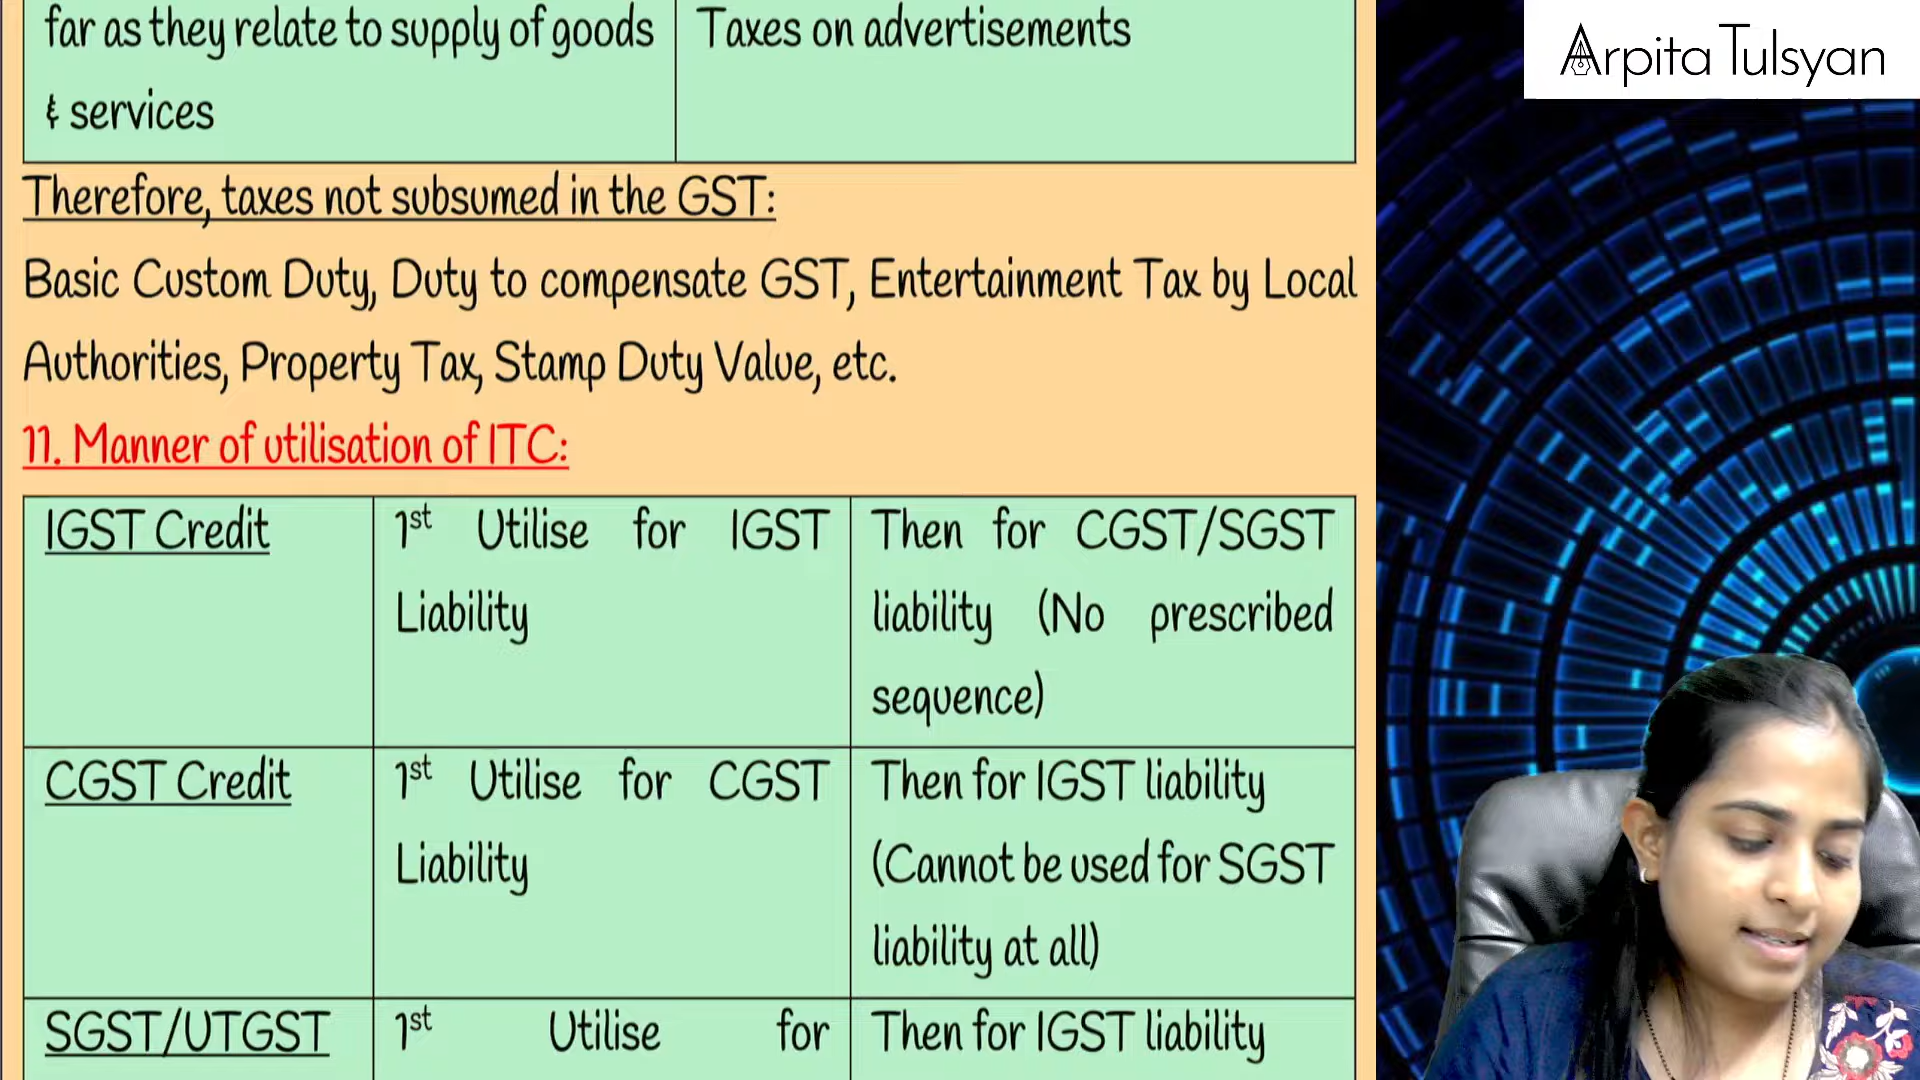 far as they relate to supply of goods
& services
Taxes on advertisements
Arpita Tulsyan
Therefore, taxes not subsumed in the GST:
Basic Custom Duty, Duty to compensate GST, Entertainment Tax by Local
Authorities, Property Tax, Stamp Duty Value, etc.
11. Manner of utilisation of ITC:
IGST Credit
1st Utilise for IGST
Liability
Then for CGST/SGST
liability (No prescribed
sequence)
CGST Credit
1st Utilise for CGST
Liability
Then for IGST liability
(Cannot be used for SGST
liability at all)
SGST/UTGST
1st Utilise for
Then for IGST liability